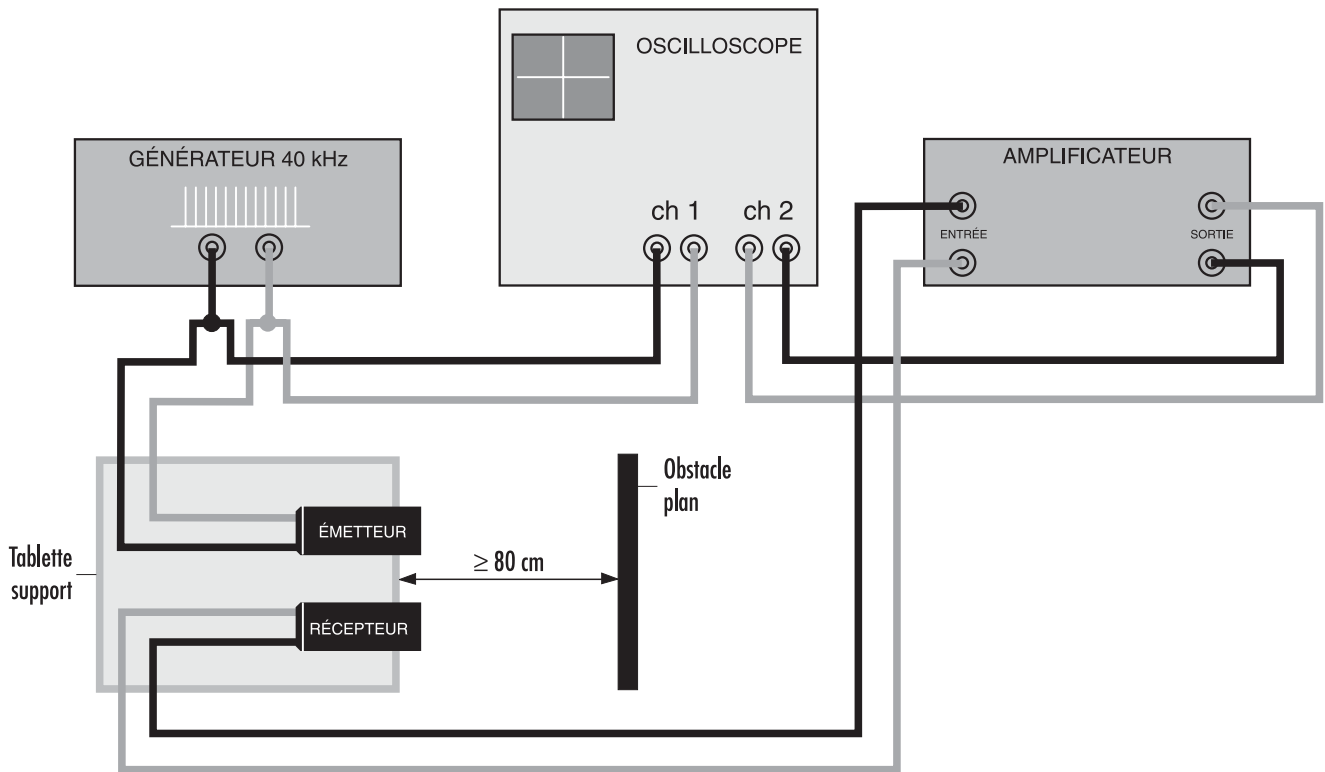 OSCILLOSCOPE
GÉNÉRATEUR 40 kHz
AMPLIFICATEUR
ch 1
ch 2
ENTRÉE
SORTIE
Obstacle
plan
ÉMETTEUR
≥ 80 cm
Tablette
support
RÉCEPTEUR